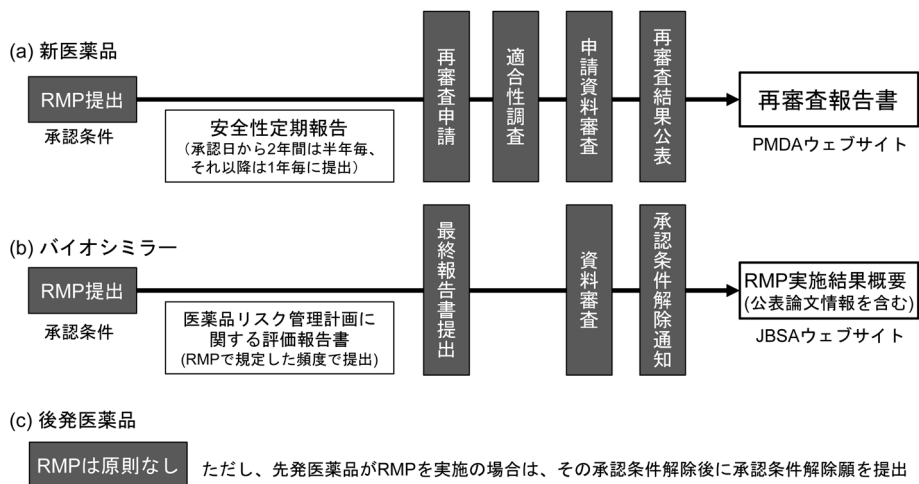 (a) 新医薬品
RMP提出
承認条件
安全性定期報告
(承認日から2年間は半年毎、
それ以降は1年毎に提出)
再審査申請
適合性調査
申請資料審査
再審査結果公表
再審査報告書
PMDAウェブサイト
(b) バイオシミラー
RMP提出
承認条件
医薬品リスク管理計画に
関する評価報告書
(RMPで規定した頻度で提出)
最終報告書提出
資料審査
承認条件解除通知
RMP実施結果概要
(公表論文情報を含む)
JBSAウェブサイト
(c) 後発医薬品
RMPは原則なし
ただし、先発医薬品がRMPを実施の場合は、その承認条件解除後に承認条件解除願を提出